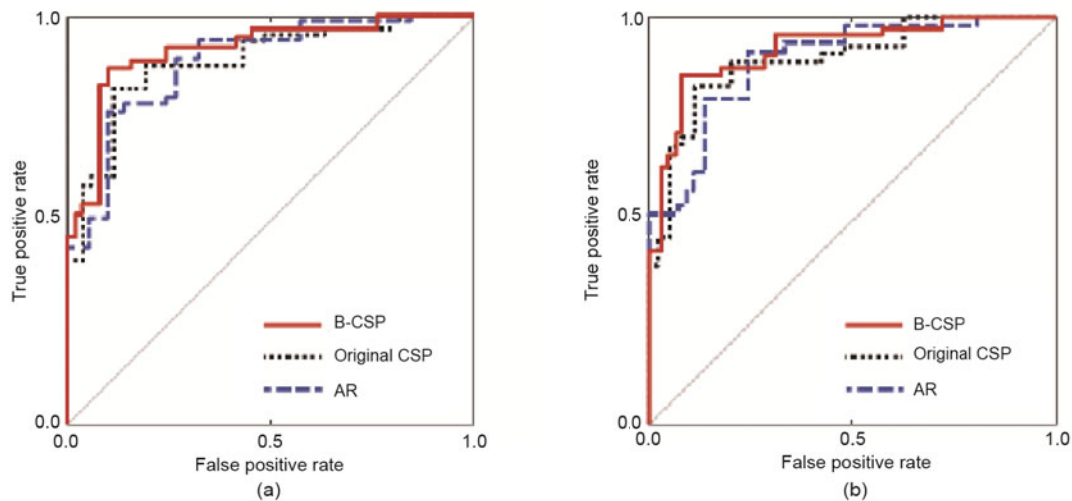 1.0
True positive rate
0.5
0.0
B-CSP
Original CSP
AR
0.0
0.5
1.0
False positive rate
(a)
1.0
True positive rate
0.5
0.0
B-CSP
Original CSP
AR
0.0
0.5
1.0
False positive rate
(b)